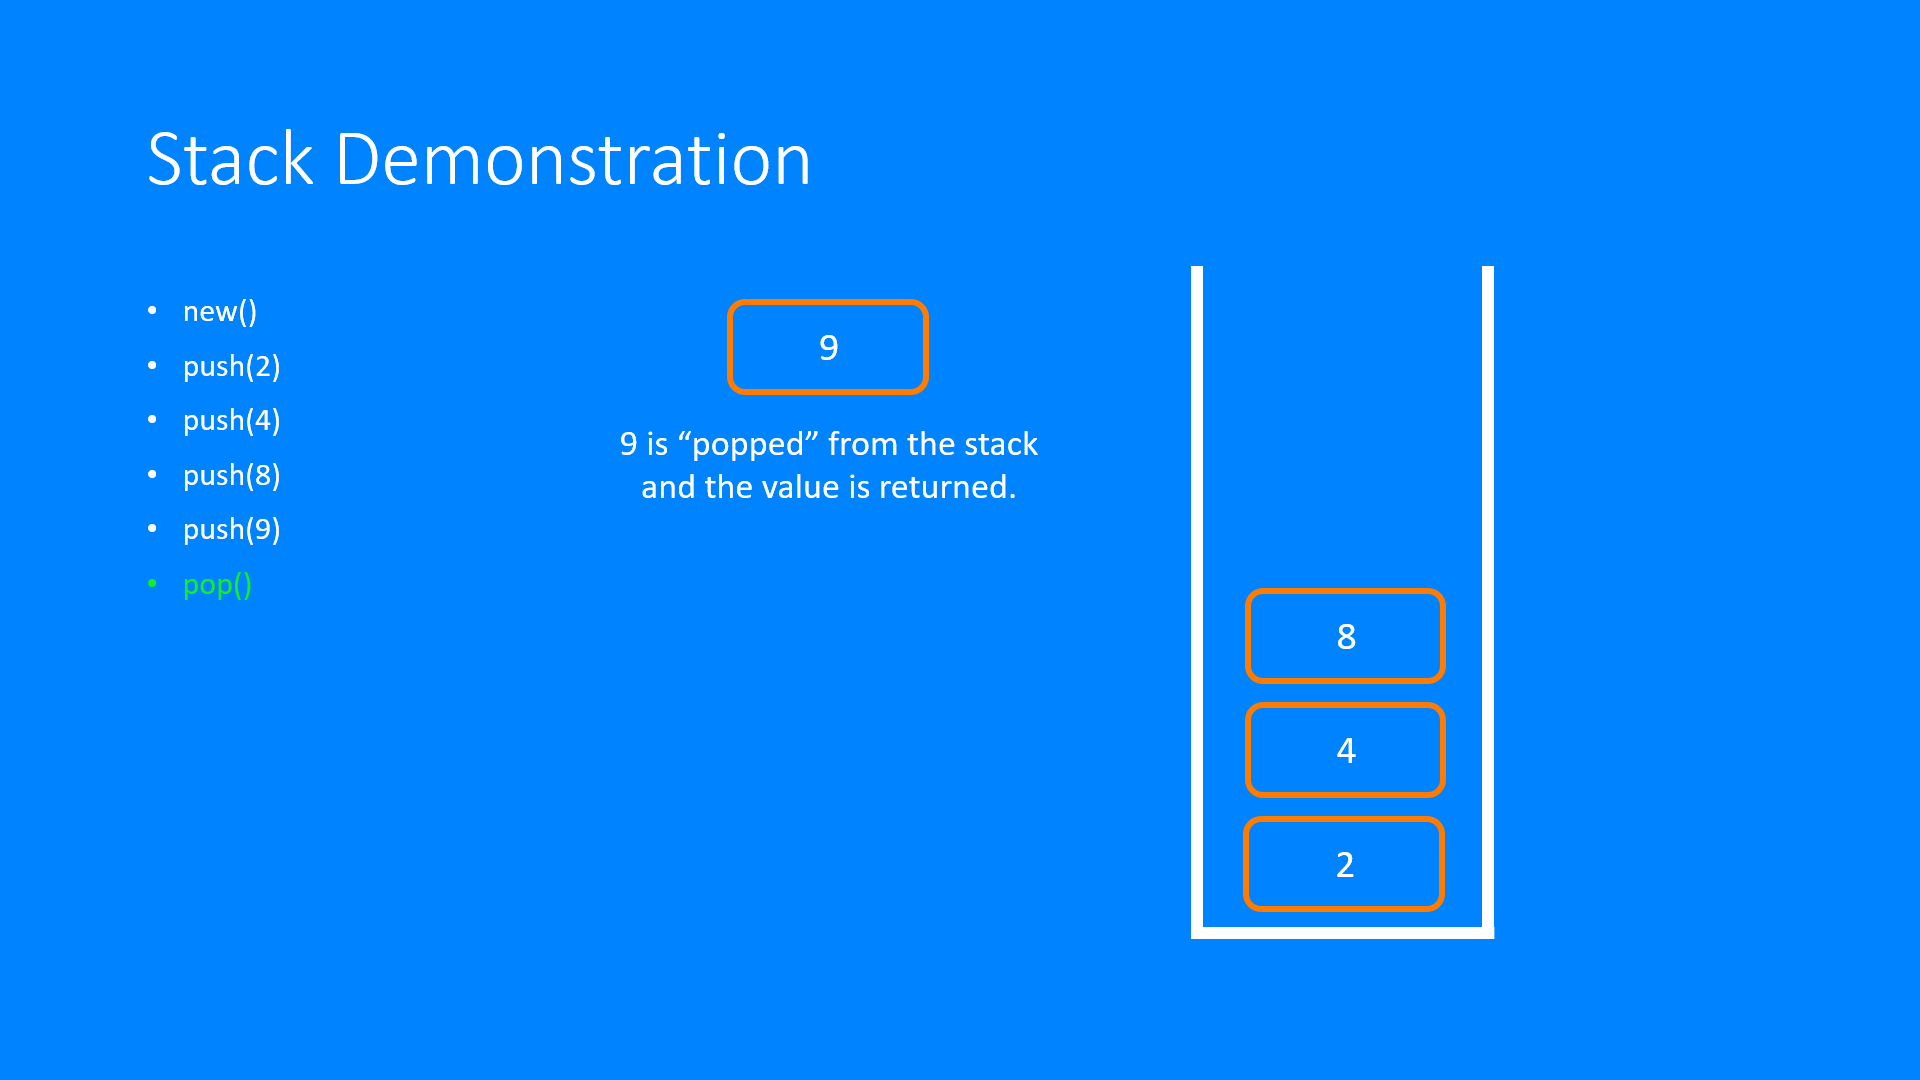 Stack Demonstration
• new()
• push(2)
• push(4)
• push(8)
• push(9)
• pop()
9
9 is “popped” from the stack
and the value is returned.
8
4
2